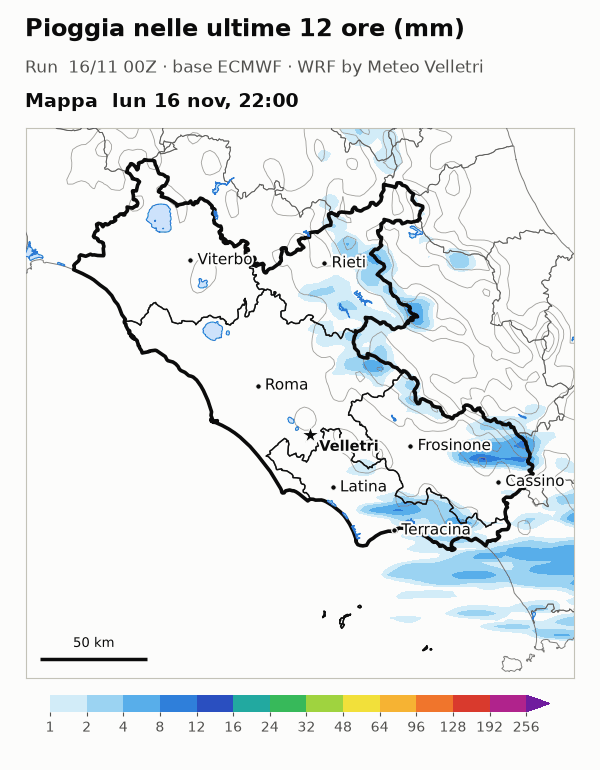 Pioggia nelle ultime 12 ore (mm)
Run 16/11 00Z · base ECMWF · WRF by Meteo Velletri
Mappa lun 16 nov, 22:00
Viterbo
Rieti
Roma
Velletri
Frosinone
Cassino
Latina
Terracina
50 km
1 2 4 8 12 16 24 32 48 64 96 128 192 256